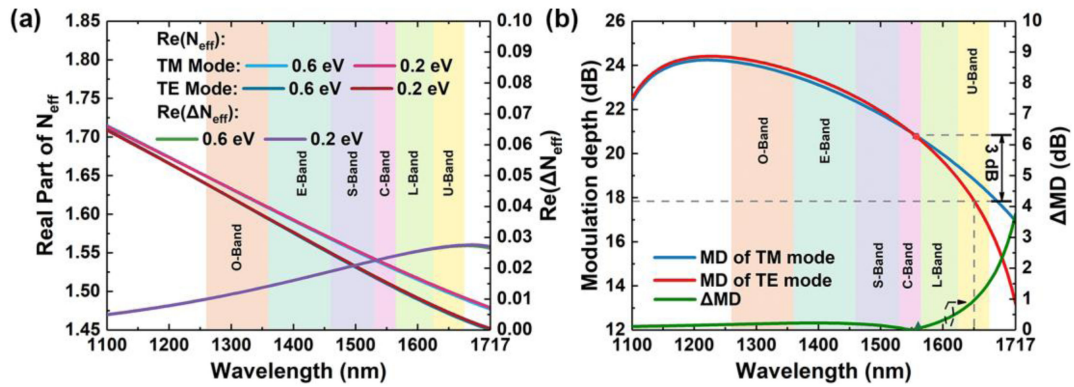 (a)
Real Part of N_eff
1.85
1.80
1.75
1.70
1.65
1.60
1.55
1.50
1.45
Re(N_eff):
TM Mode: 0.6 eV 0.2 eV
TE Mode: 0.6 eV 0.2 eV
Re(ΔN_eff):
0.6 eV 0.2 eV
O-Band
E-Band
S-Band
C-Band
L-Band
U-Band
0.10
0.09
0.08
0.07
0.06
0.05
0.04
0.03
0.02
0.01
0.00
Re(ΔN_eff)
1100 1200 1300 1400 1500 1600 1717
Wavelength (nm)
(b)
Modulation depth (dB)
26
24
22
20
18
16
14
12
O-Band
E-Band
S-Band
C-Band
L-Band
U-Band
3 dB
MD of TM mode
MD of TE mode
ΔMD
10
9
8
7
6
5
4
3
2
1
0
ΔMD (dB)
1100 1200 1300 1400 1500 1600 1717
Wavelength (nm)